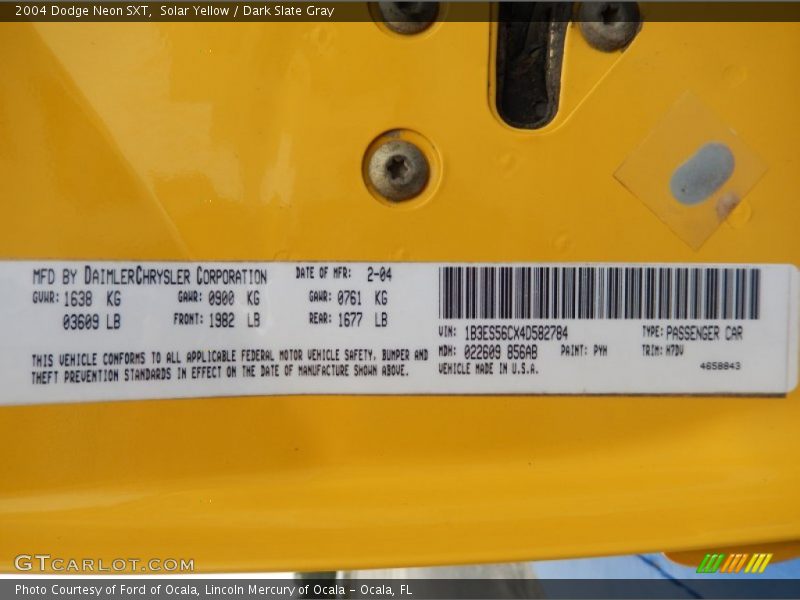 2004 Dodge Neon SXT,  Solar Yellow / Dark Slate Gray
MFD BY DAIMLERCHRYSLER CORPORATION DATE OF MFR: 2-04
GVWR: 1638 KG GAWR: 0900 KG GAWR: 0761 KG
03609 LB FRONT: 1982 LB REAR: 1677 LB
THIS VEHICLE CONFORMS TO ALL APPLICABLE FEDERAL MOTOR VEHICLE SAFETY, BUMPER AND
THEFT PREVENTION STANDARDS IN EFFECT ON THE DATE OF MANUFACTURE SHOWN ABOVE.
VIN: 1B3ES56CX4D582784 TYPE: PASSENGER CAR
MDH: 022609 856AB PAINT: PYH TRIM: H7DV
VEHICLE MADE IN U.S.A. 4658843
GTCARLOT.COM
Photo Courtesy of Ford of Ocala, Lincoln Mercury of Ocala - Ocala, FL